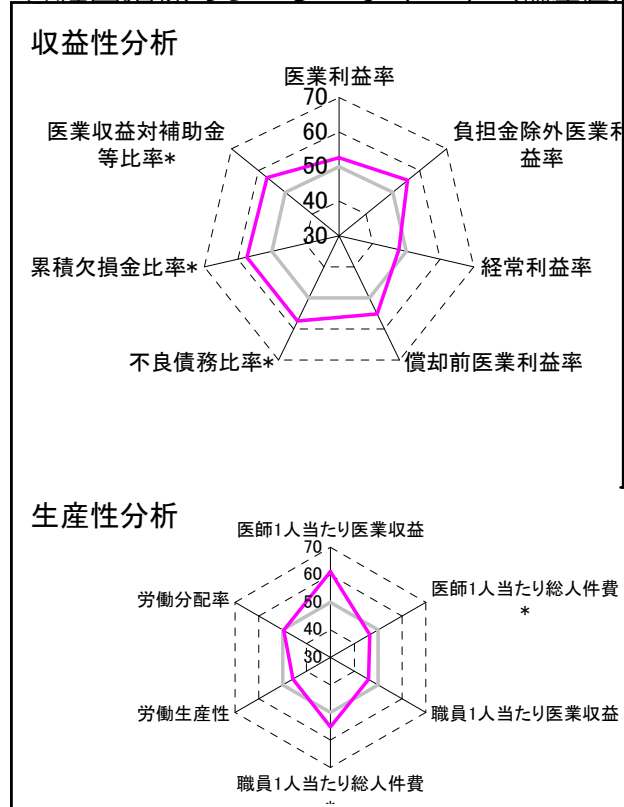 収益性分析
医業利益率
70
60
50
40
30
負担金除外医業利
益率
経常利益率
償却前医業利益率
不良債務比率*
累積欠損金比率*
医業収益対補助金
等比率*
生産性分析
医師1人当たり医業収益
70
60
50
40
30
医師1人当たり総人件費
*
職員1人当たり医業収益
職員1人当たり総人件費
*
労働生産性
労働分配率